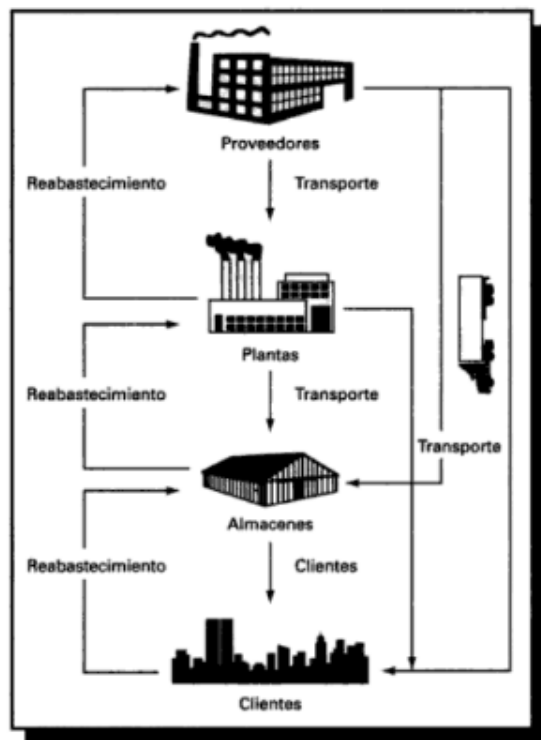 Proveedores
Reabastecimiento
Transporte
Plantas
Reabastecimiento
Transporte
Transporte
Almacenes
Reabastecimiento
Clientes
Clientes